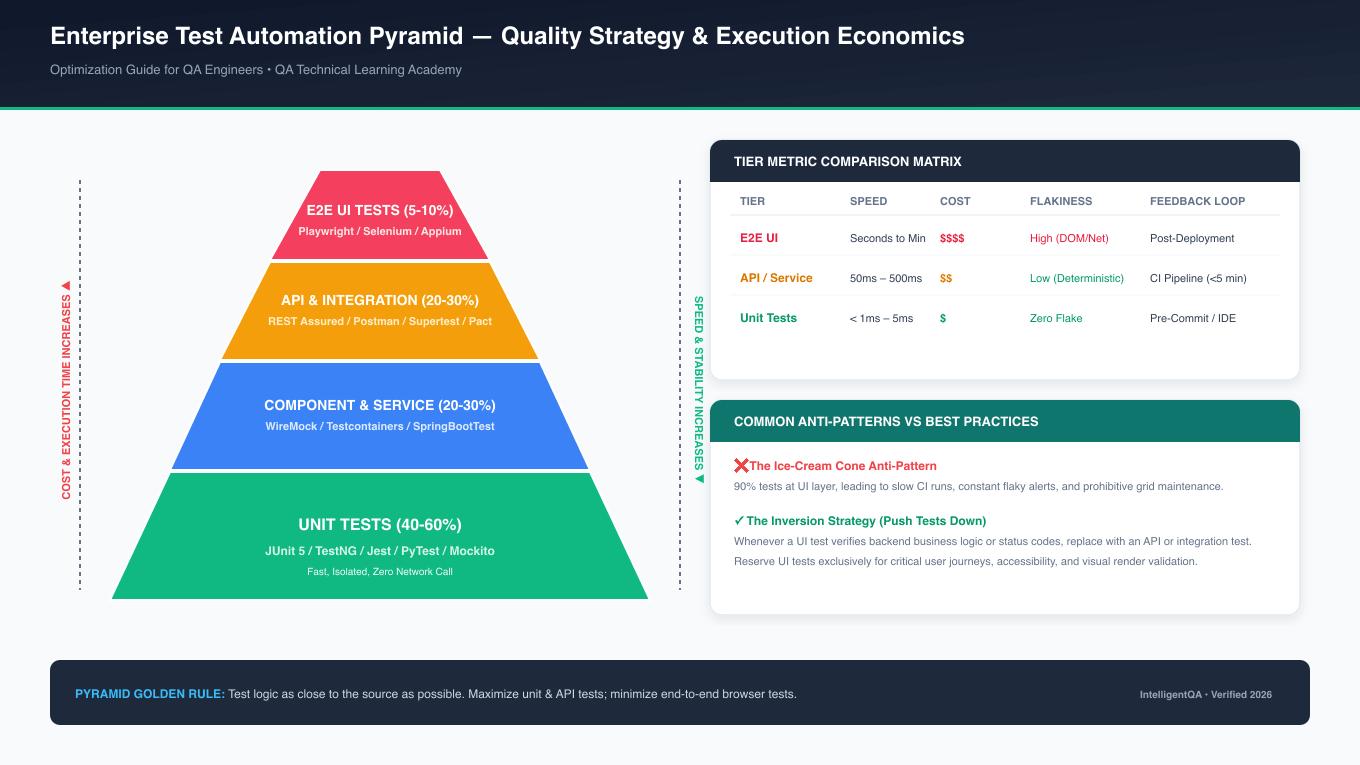 Enterprise Test Automation Pyramid — Quality Strategy & Execution Economics
Optimization Guide for QA Engineers • QA Technical Learning Academy
COST & EXECUTION TIME INCREASES ▲
E2E UI TESTS (5-10%)
Playwright / Selenium / Appium
API & INTEGRATION (20-30%)
REST Assured / Postman / Supertest / Pact
COMPONENT & SERVICE (20-30%)
WireMock / Testcontainers / SpringBootTest
UNIT TESTS (40-60%)
JUnit 5 / TestNG / Jest / PyTest / Mockito
Fast, Isolated, Zero Network Call
SPEED & STABILITY INCREASES ▼
TIER METRIC COMPARISON MATRIX
TIER SPEED COST FLAKINESS FEEDBACK LOOP
E2E UI Seconds to Min $$$$ High (DOM/Net) Post-Deployment
API / Service 50ms – 500ms $$ Low (Deterministic) CI Pipeline (<5 min)
Unit Tests < 1ms – 5ms $ Zero Flake Pre-Commit / IDE
COMMON ANTI-PATTERNS VS BEST PRACTICES
❌The Ice-Cream Cone Anti-Pattern
90% tests at UI layer, leading to slow CI runs, constant flaky alerts, and prohibitive grid maintenance.
✓The Inversion Strategy (Push Tests Down)
Whenever a UI test verifies backend business logic or status codes, replace with an API or integration test.
Reserve UI tests exclusively for critical user journeys, accessibility, and visual render validation.
PYRAMID GOLDEN RULE: Test logic as close to the source as possible. Maximize unit & API tests; minimize end-to-end browser tests.
IntelligentQA • Verified 2026